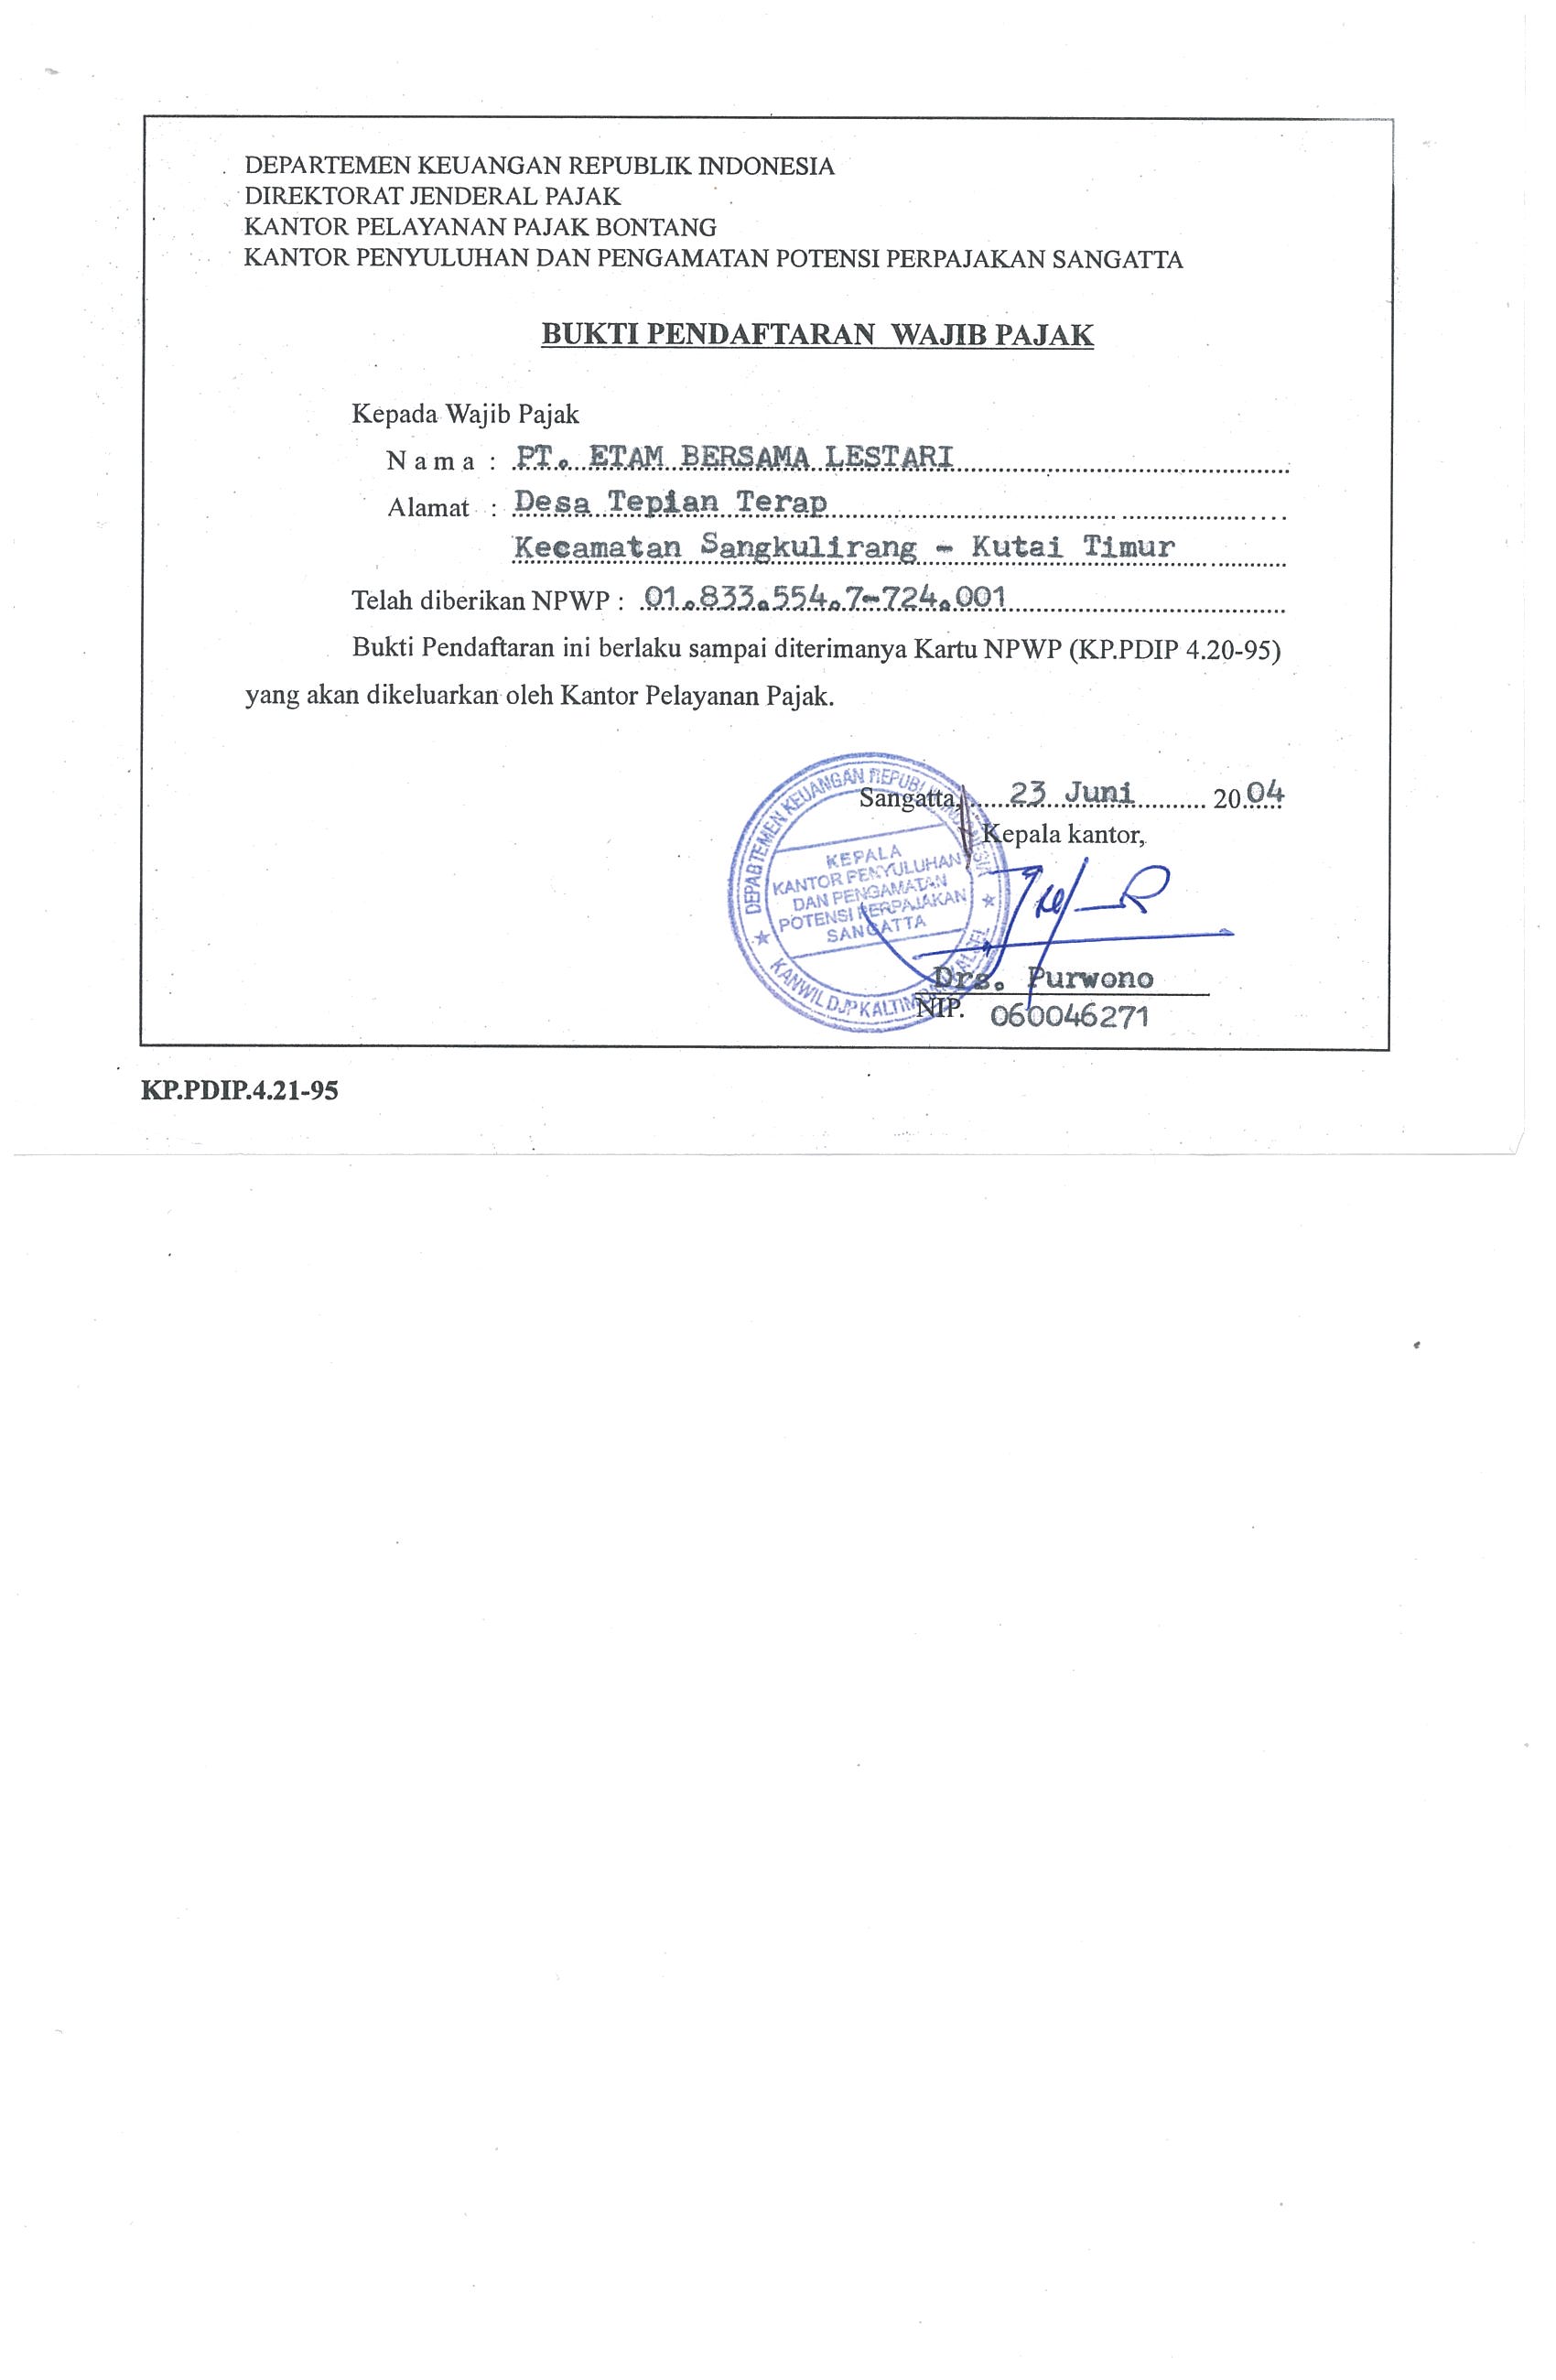 DEPARTEMEN KEUANGAN REPUBLIK INDONESIA
DIREKTORAT JENDERAL PAJAK
KANTOR PELAYANAN PAJAK BONTANG
KANTOR PENYULUHAN DAN PENGAMATAN POTENSI PERPAJAKAN SANGATTA
BUKTI PENDAFTARAN WAJIB PAJAK
Kepada Wajib Pajak
Nama : PT. ETAM BERSAMA LESTARI
Alamat : Desa Tepian Terap
Kecamatan Sangkulirang - Kutai Timur
Telah diberikan NPWP : 01.833.554.7-724.001
Bukti Pendaftaran ini berlaku sampai diterimanya Kartu NPWP (KP.PDIP 4.20-95)
yang akan dikeluarkan oleh Kantor Pelayanan Pajak.
Sangatta, 23 Juni 2004
Kepala kantor,
DEPARTEMEN KEUANGAN REPUBLIK INDONESIA
KEPALA
KANTOR PENYULUHAN
DAN PENGAMATAN
POTENSI PERPAJAKAN
SANGATTA
KANWIL DJP KALTIM KALSEL
Drs. Purwono
NIP. 060046271
KP.PDIP.4.21-95